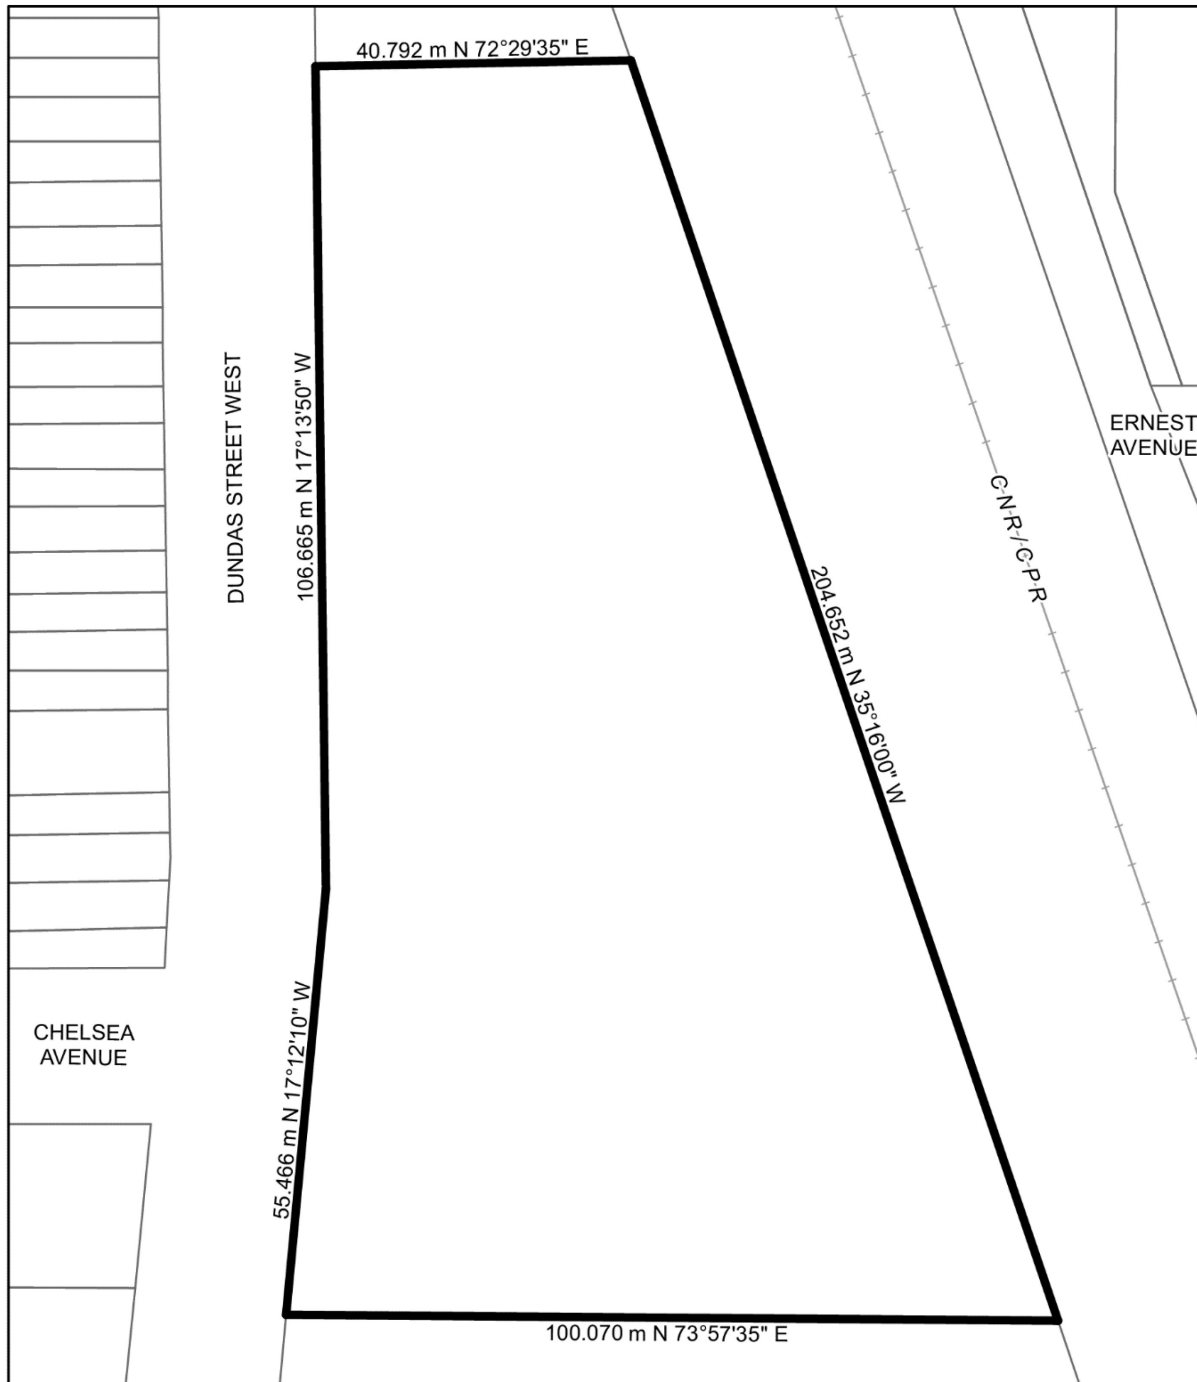 40.792 m N 72°29'35" E
DUNDAS STREET WEST
106.665 m N 17°13'50" W
ERNEST
AVENUE
C-N-R-/-C-P-R
204.652 m N 35°16'00" W
CHELSEA
AVENUE
55.466 m N 17°12'10" W
100.070 m N 73°57'35" E